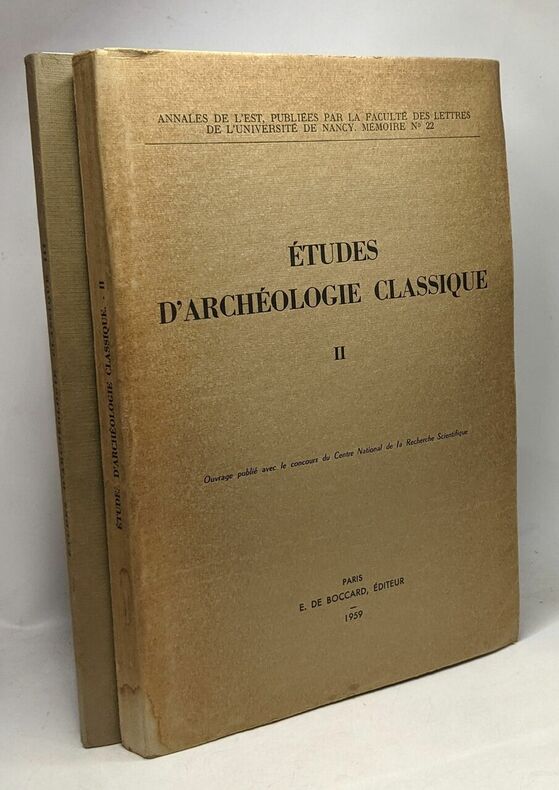 ANNALES DE L'EST, PUBLIÉES PAR LA FACULTÉ DES LETTRES
DE L'UNIVERSITÉ DE NANCY. MÉMOIRE Nº 22
ÉTUDES
D'ARCHÉOLOGIE CLASSIQUE
II
Ouvrage publié avec le concours du Centre National de la Recherche Scientifique
PARIS
E. DE BOCCARD, ÉDITEUR
1959
ÉTUDES D'ARCHÉOLOGIE CLASSIQUE. - II